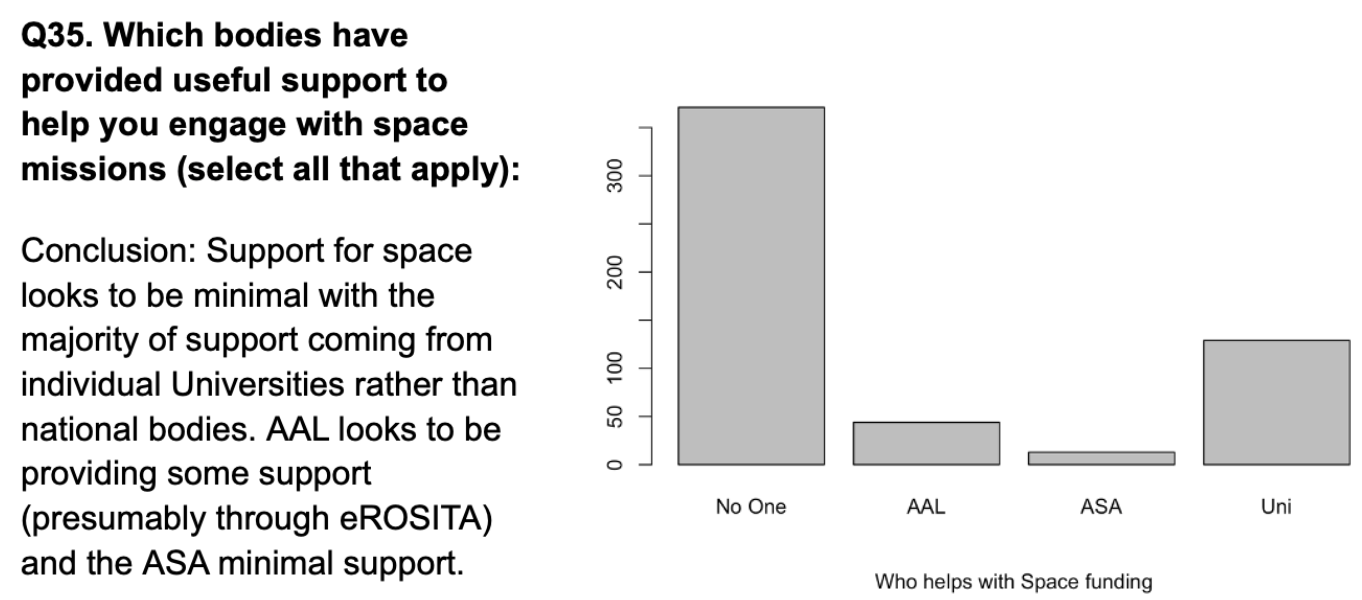 Q35. Which bodies have
provided useful support to
help you engage with space
missions (select all that apply):
Conclusion: Support for space
looks to be minimal with the
majority of support coming from
individual Universities rather than
national bodies. AAL looks to be
providing some support
(presumably through eROSITA)
and the ASA minimal support.
300
200
100
50
0
No One AAL ASA Uni
Who helps with Space funding